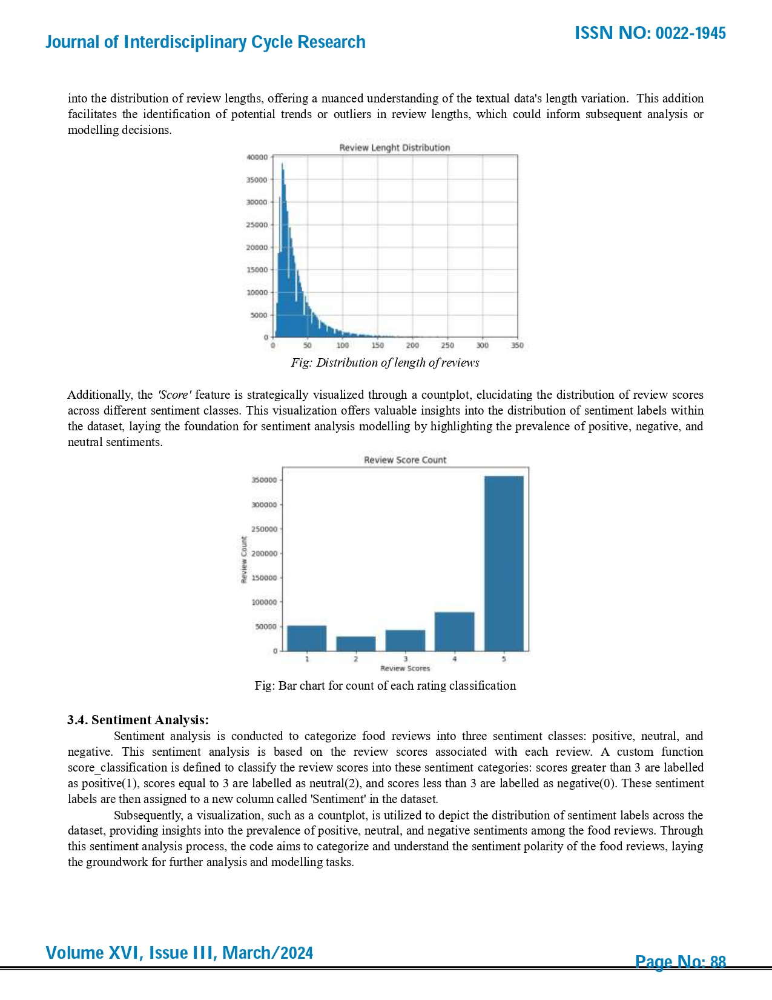 Journal of Interdisciplinary Cycle Research
ISSN NO: 0022-1945
into the distribution of review lengths, offering a nuanced understanding of the textual data's length variation. This addition
facilitates the identification of potential trends or outliers in review lengths, which could inform subsequent analysis or
modelling decisions.
Review Lenght Distribution
40000
35000
30000
25000
20000
15000
10000
5000
0
0 50 100 150 200 250 300 350
Fig: Distribution of length of reviews
Additionally, the 'Score' feature is strategically visualized through a countplot, elucidating the distribution of review scores
across different sentiment classes. This visualization offers valuable insights into the distribution of sentiment labels within
the dataset, laying the foundation for sentiment analysis modelling by highlighting the prevalence of positive, negative, and
neutral sentiments.
Review Score Count
Review Count
350000
300000
250000
200000
150000
100000
50000
0
1 2 3 4 5
Review Scores
Fig: Bar chart for count of each rating classification
3.4. Sentiment Analysis:
Sentiment analysis is conducted to categorize food reviews into three sentiment classes: positive, neutral, and
negative. This sentiment analysis is based on the review scores associated with each review. A custom function
score_classification is defined to classify the review scores into these sentiment categories: scores greater than 3 are labelled
as positive(1), scores equal to 3 are labelled as neutral(2), and scores less than 3 are labelled as negative(0). These sentiment
labels are then assigned to a new column called 'Sentiment' in the dataset.
Subsequently, a visualization, such as a countplot, is utilized to depict the distribution of sentiment labels across the
dataset, providing insights into the prevalence of positive, neutral, and negative sentiments among the food reviews. Through
this sentiment analysis process, the code aims to categorize and understand the sentiment polarity of the food reviews, laying
the groundwork for further analysis and modelling tasks.
Volume XVI, Issue III, March/2024
Page No: 88